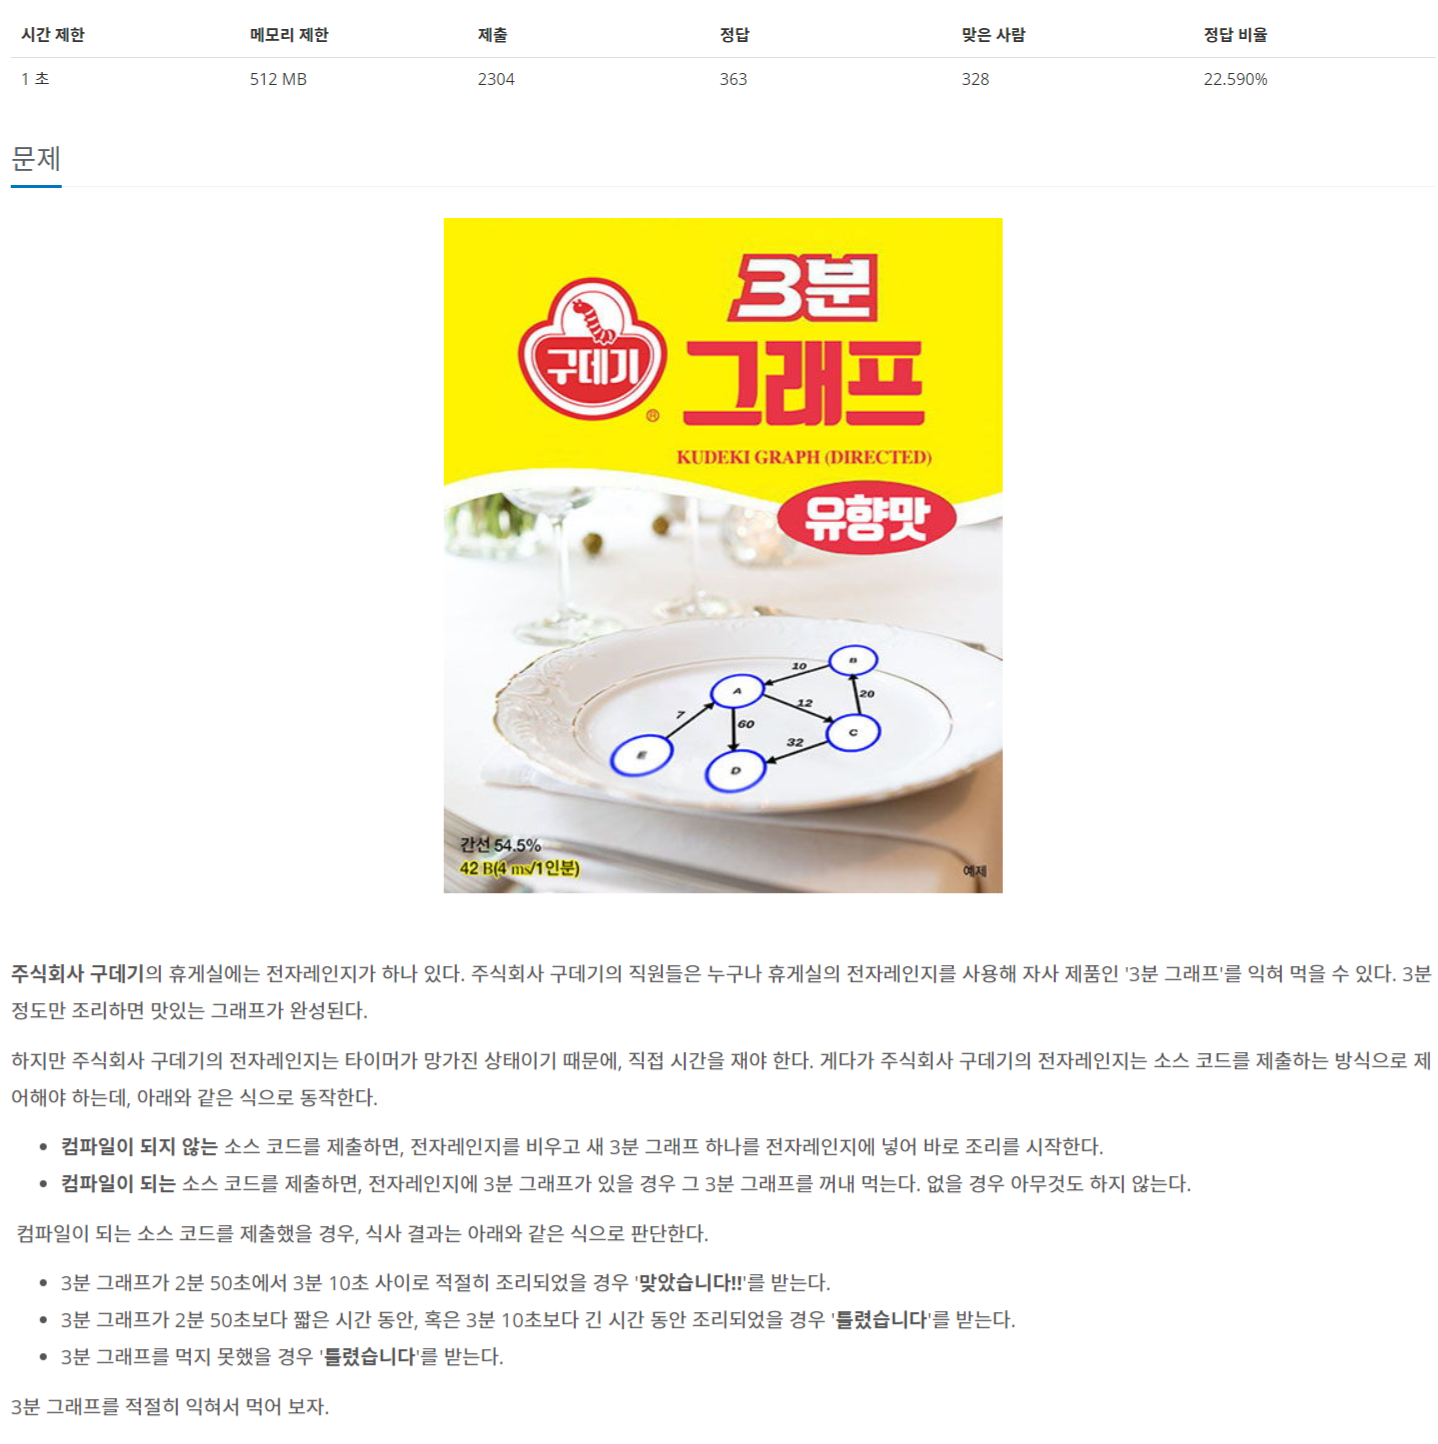 시간 제한 메모리 제한 제출 정답 맞은 사람 정답 비율
1 초 512 MB 2304 363 328 22.590%
문제
3분
구데기
®
그래프
KUDEKI GRAPH (DIRECTED)
유향맛
B
10
A
20
12
7
60
C
32
E
D
간선 54.5%
42 B(4 ms/1인분)
예제
주식회사 구데기의 휴게실에는 전자레인지가 하나 있다. 주식회사 구데기의 직원들은 누구나 휴게실의 전자레인지를 사용해 자사 제품인 '3분 그래프'를 익혀 먹을 수 있다. 3분
정도만 조리하면 맛있는 그래프가 완성된다.
하지만 주식회사 구데기의 전자레인지는 타이머가 망가진 상태이기 때문에, 직접 시간을 재야 한다. 게다가 주식회사 구데기의 전자레인지는 소스 코드를 제출하는 방식으로 제
어해야 하는데, 아래와 같은 식으로 동작한다.
• 컴파일이 되지 않는 소스 코드를 제출하면, 전자레인지를 비우고 새 3분 그래프 하나를 전자레인지에 넣어 바로 조리를 시작한다.
• 컴파일이 되는 소스 코드를 제출하면, 전자레인지에 3분 그래프가 있을 경우 그 3분 그래프를 꺼내 먹는다. 없을 경우 아무것도 하지 않는다.
컴파일이 되는 소스 코드를 제출했을 경우, 식사 결과는 아래와 같은 식으로 판단한다.
• 3분 그래프가 2분 50초에서 3분 10초 사이로 적절히 조리되었을 경우 '맞았습니다!!'를 받는다.
• 3분 그래프가 2분 50초보다 짧은 시간 동안, 혹은 3분 10초보다 긴 시간 동안 조리되었을 경우 '틀렸습니다'를 받는다.
• 3분 그래프를 먹지 못했을 경우 '틀렸습니다'를 받는다.
3분 그래프를 적절히 익혀서 먹어 보자.